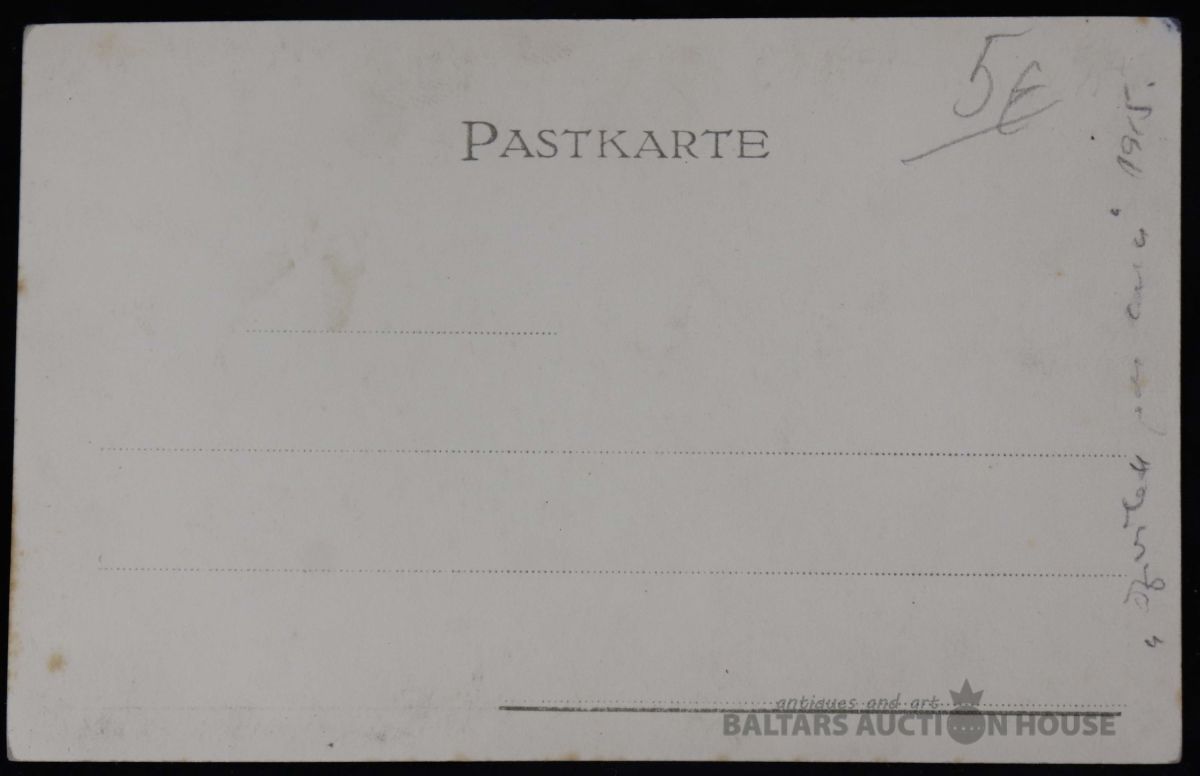 PASTKARTE
5€
1915.
antiques and art
BALTARS AUCTION HOUSE